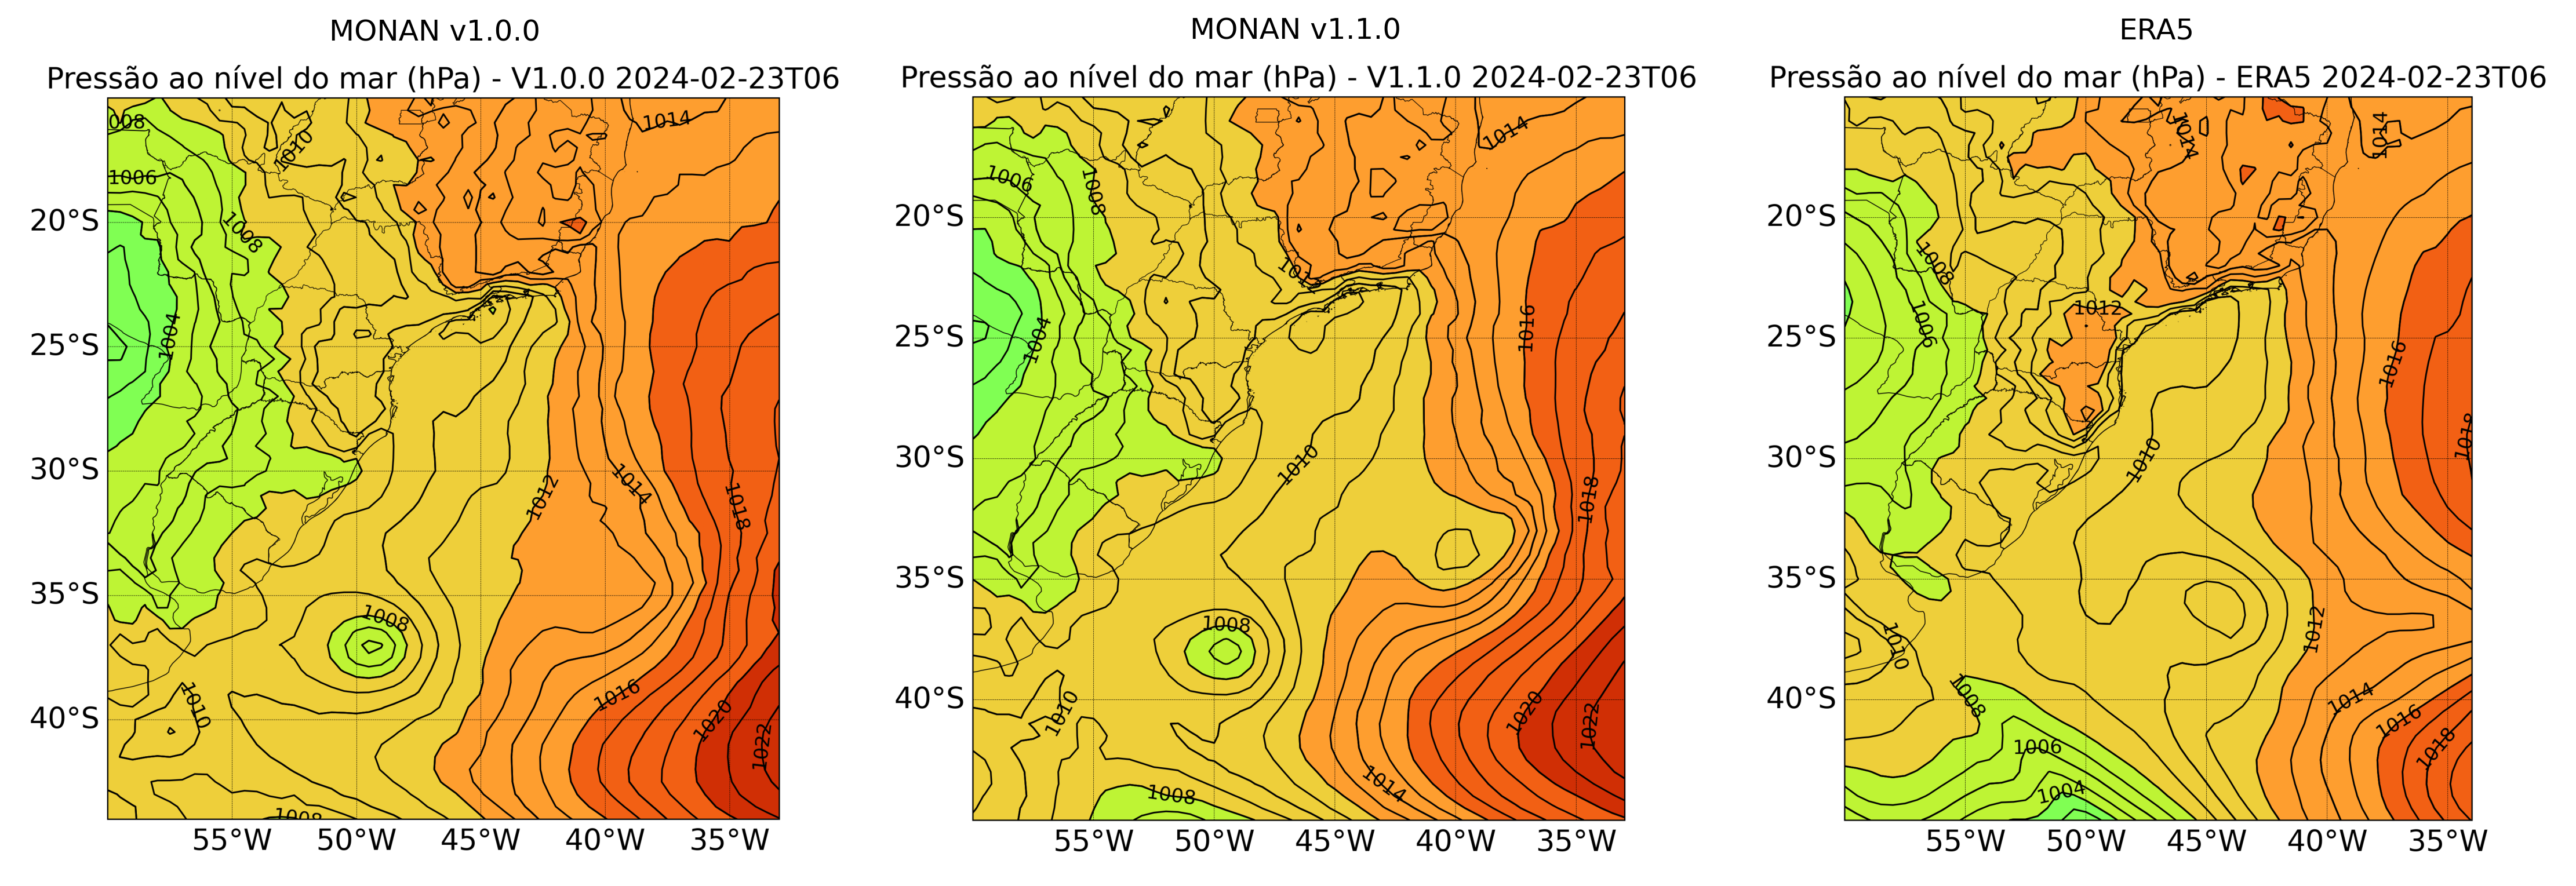 MONAN v1.0.0
Pressão ao nível do mar (hPa) - V1.0.0 2024-02-23T06
008
1014
1010
1006
1008
1004
1012
1014
1018
1008
1010
1016
1020
1022
1008
20°S
25°S
30°S
35°S
40°S
55°W
50°W
45°W
40°W
35°W
MONAN v1.1.0
Pressão ao nível do mar (hPa) - V1.1.0 2024-02-23T06
1014
1006
1008
1012
1004
1016
1010
1018
1008
1010
1020
1022
1014
1008
20°S
25°S
30°S
35°S
40°S
55°W
50°W
45°W
40°W
35°W
ERA5
Pressão ao nível do mar (hPa) - ERA5 2024-02-23T06
1014
1014
1008
1012
1006
1016
1010
1018
1012
1010
1008
1014
1016
1018
1006
1004
20°S
25°S
30°S
35°S
40°S
55°W
50°W
45°W
40°W
35°W